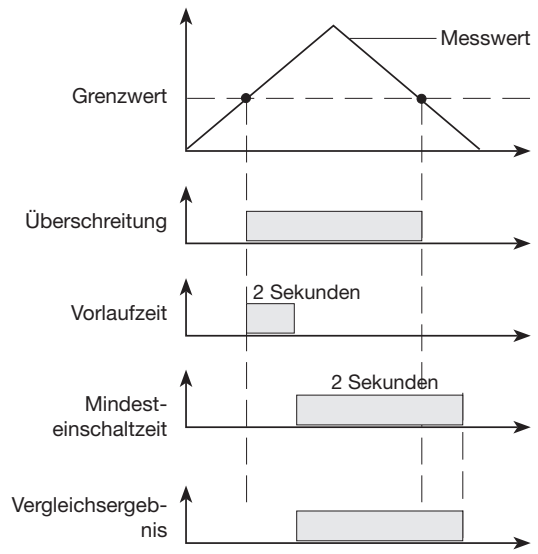 Messwert
Grenzwert
Überschreitung
2 Sekunden
Vorlaufzeit
2 Sekunden
Mindest-
einschaltzeit
Vergleichsergeb-
nis